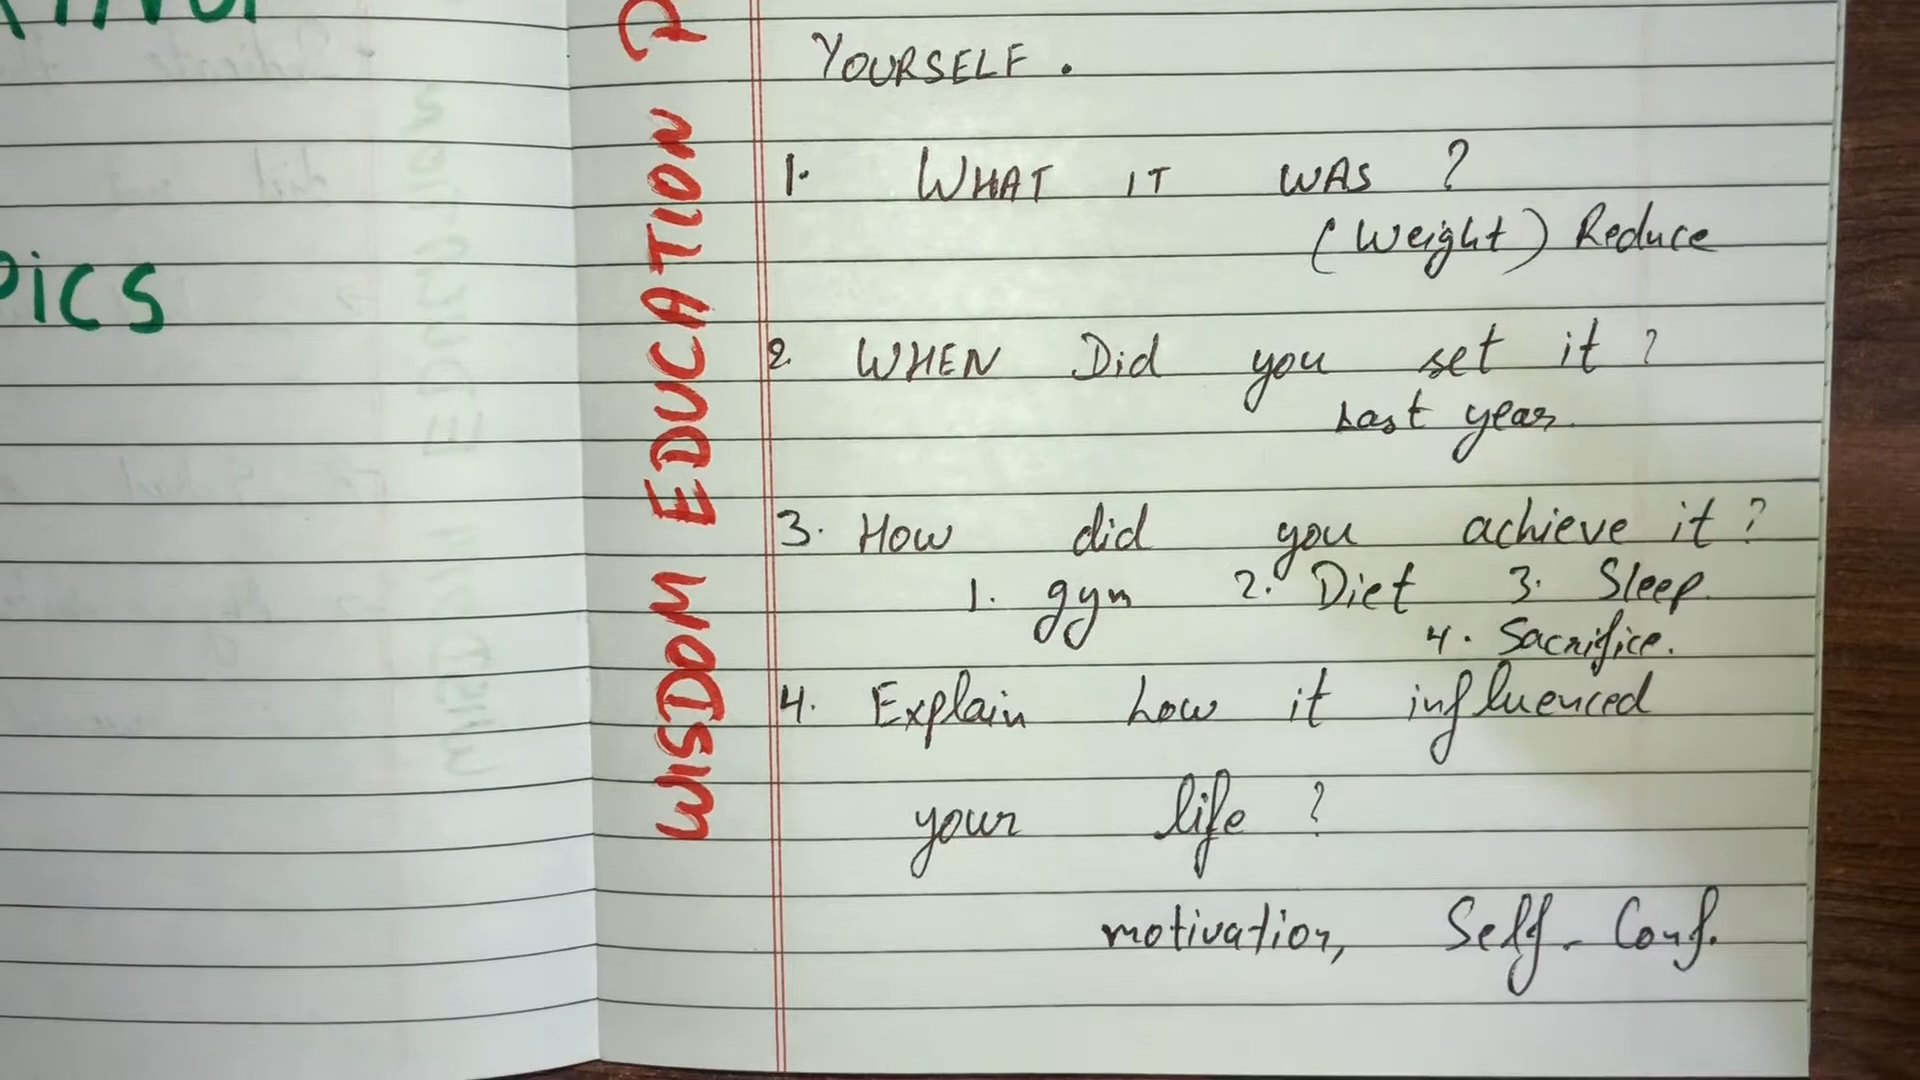 PICS
WISDOM EDUCATION
YOURSELF.
1. WHAT IT WAS ?
(Weight) Reduce
2. WHEN Did you set it ?
Last year.
3. How did you achieve it ?
1. gym 2. Diet 3. Sleep.
4. Sacrifice.
4. Explain how it influenced
your life ?
motivation, Self-Conf.